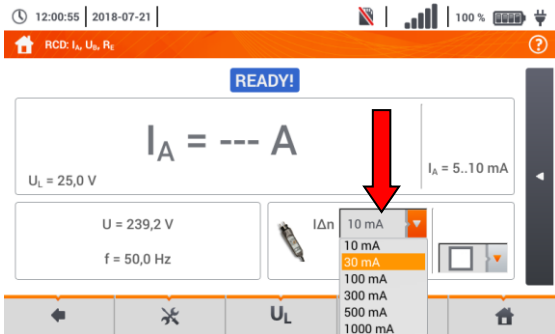 12:00:55 2018-07-21 100 %
RCD: IA, UB, RE ?
READY!
IA = --- A
IA = 5..10 mA
UL = 25,0 V
U = 239,2 V
f = 50,0 Hz
IΔn 10 mA
10 mA
30 mA
100 mA
300 mA
500 mA
1000 mA
UL